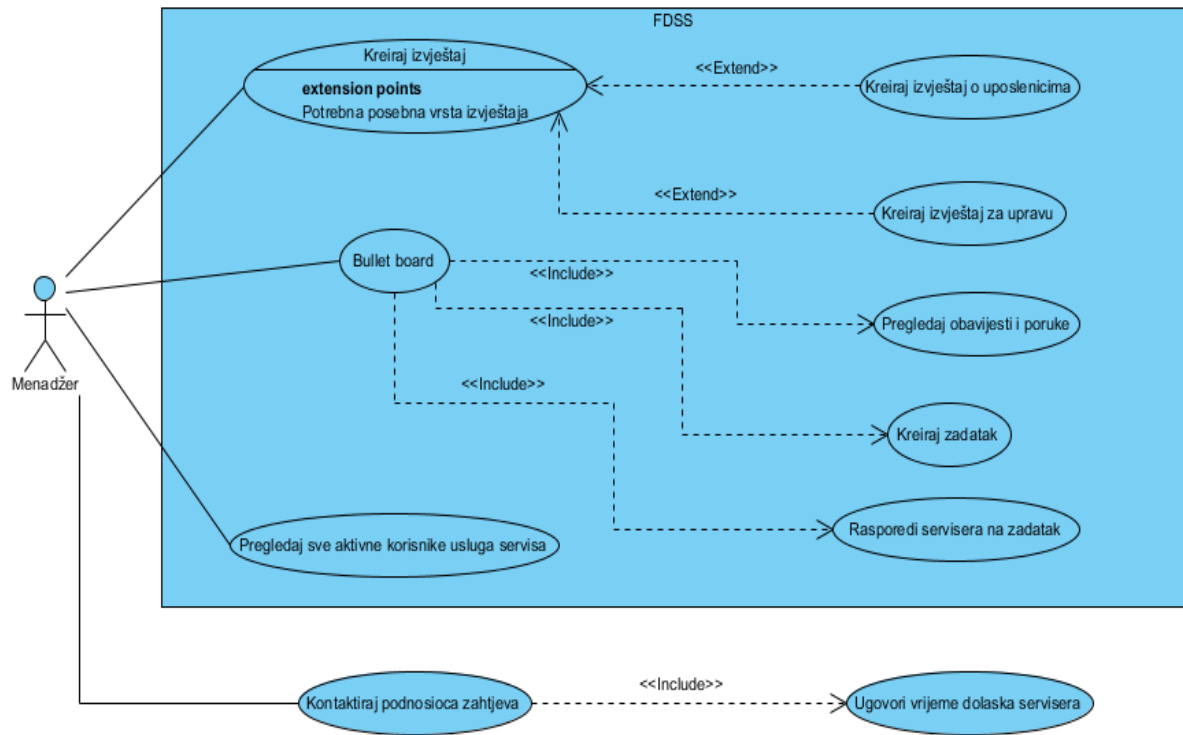 FDSS
Kreiraj izvještaj
extension points
Potrebna posebna vrsta izvještaja
<<Extend>>
Kreiraj izvještaj o uposlenicima
<<Extend>>
Kreiraj izvještaj za upravu
Bullet board
<<Include>>
Pregledaj obavijesti i poruke
<<Include>>
Menadžer
<<Include>>
Kreiraj zadatak
Rasporedi servisera na zadatak
Pregledaj sve aktivne korisnike usluga servisa
Kontaktiraj podnosioca zahtjeva
<<Include>>
Ugovori vrijeme dolaska servisera